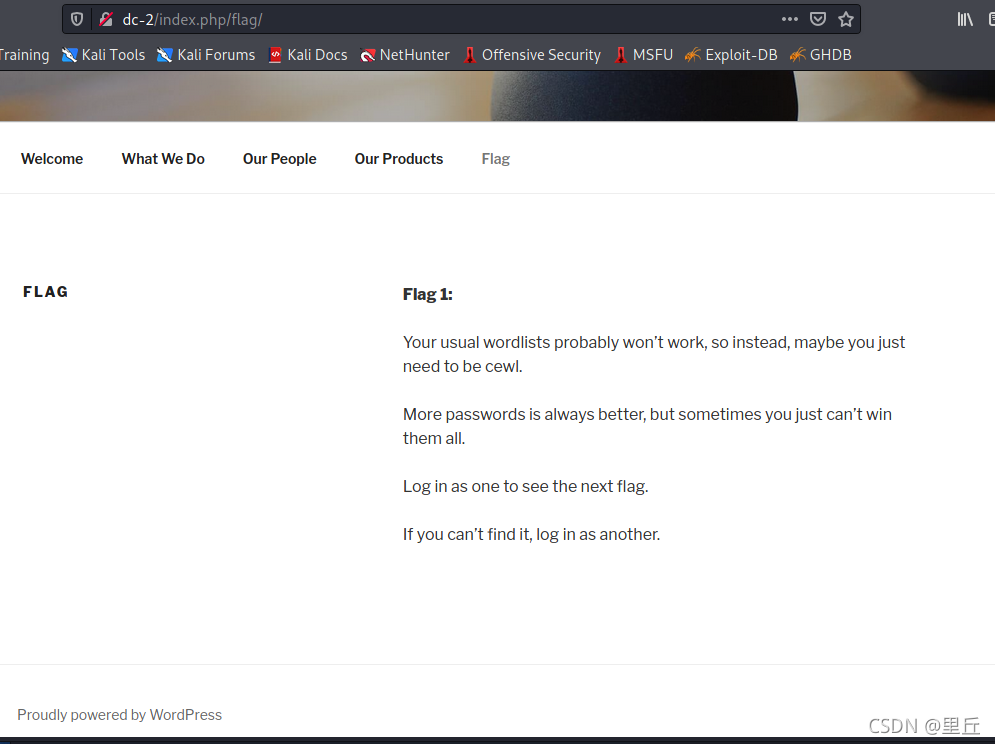 dc-2/index.php/flag/
Training Kali Tools Kali Forums Kali Docs NetHunter Offensive Security MSFU Exploit-DB GHDB
Welcome What We Do Our People Our Products Flag
FLAG
Flag 1:
Your usual wordlists probably won’t work, so instead, maybe you just
need to be cewl.
More passwords is always better, but sometimes you just can’t win
them all.
Log in as one to see the next flag.
If you can’t find it, log in as another.
Proudly powered by WordPress
CSDN @里丘